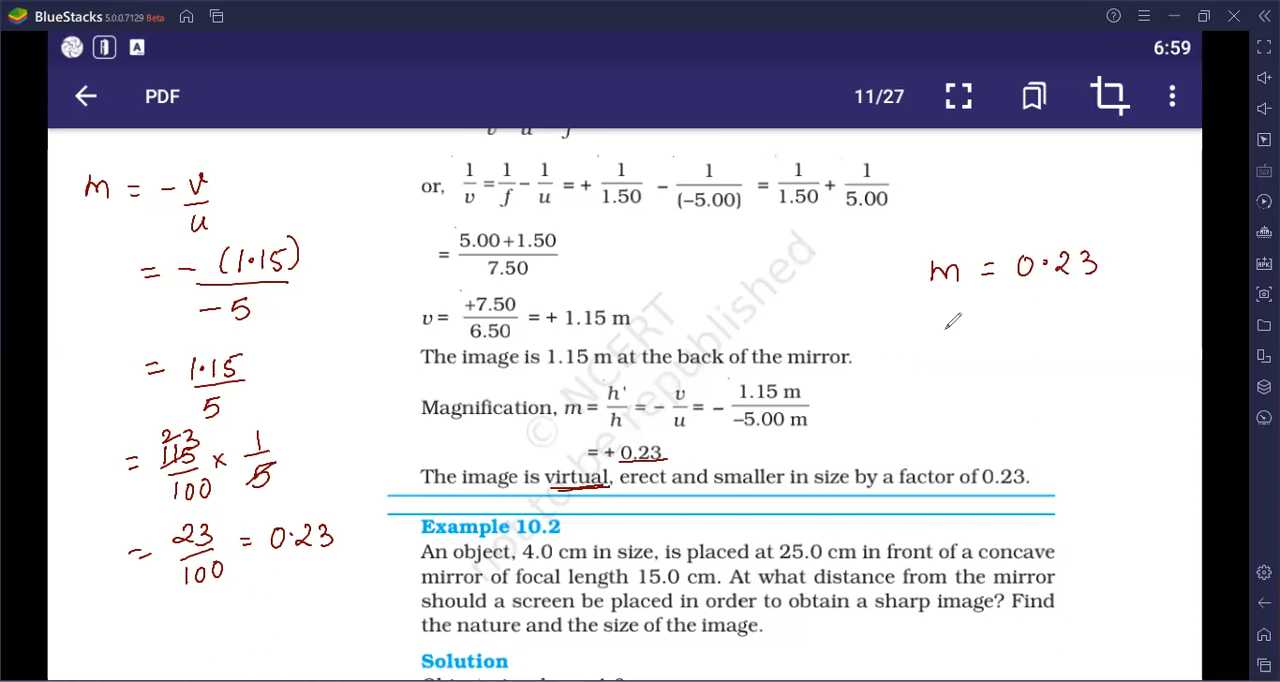 BlueStacks 5.0.0.7129 Beta
A
6:59
PDF
11/27
or, 1/v = 1/f - 1/u = + 1/1.50 - 1/(–5.00) = 1/1.50 + 1/5.00
= 5.00+1.50/7.50
v = +7.50/6.50 = + 1.15 m
The image is 1.15 m at the back of the mirror.
Magnification, m = h'/h = - v/u = - 1.15 m/–5.00 m
= + 0.23
The image is virtual, erect and smaller in size by a factor of 0.23.
Example 10.2
An object, 4.0 cm in size, is placed at 25.0 cm in front of a concave
mirror of focal length 15.0 cm. At what distance from the mirror
should a screen be placed in order to obtain a sharp image? Find
the nature and the size of the image.
Solution
© NCERT
not to be republished
m = - v/u
= - (1.15)/-5
= 1.15/5
= 23 115/100 × 1/5
= 23/100 = 0.23
m = 0.23